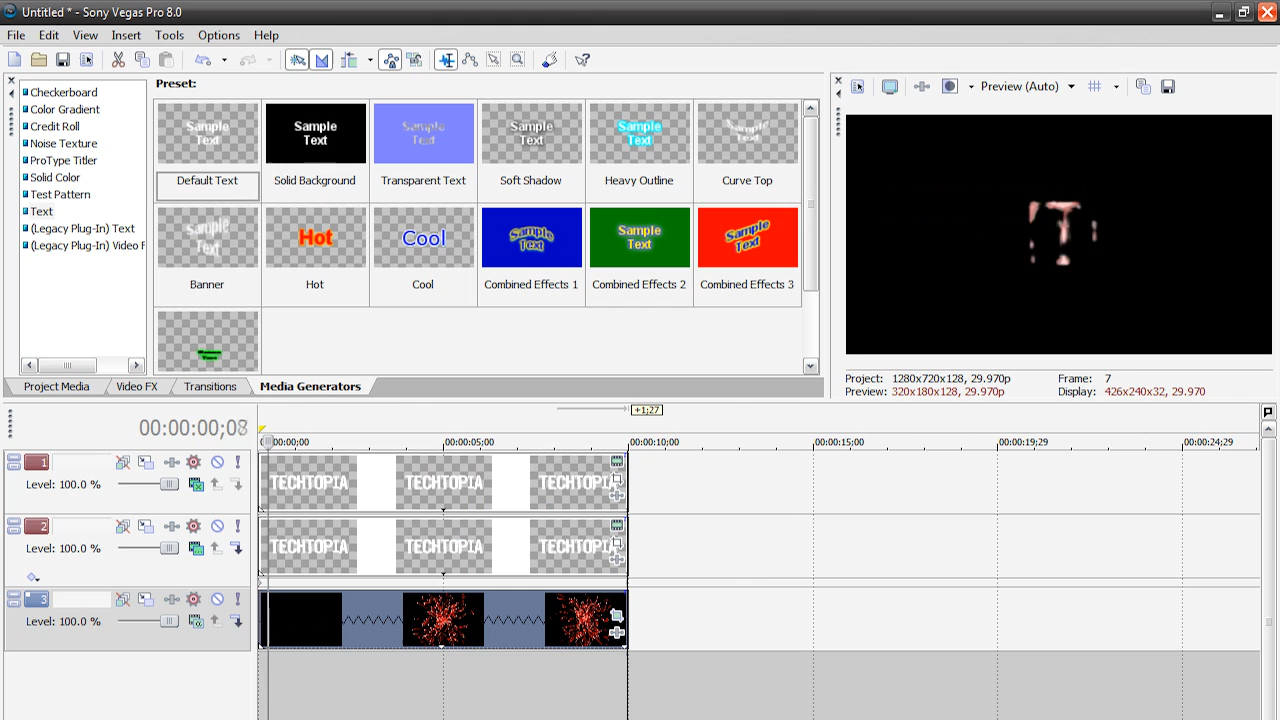 Untitled * - Sony Vegas Pro 8.0
File Edit View Insert Tools Options Help
Preview (Auto)
Checkerboard
Color Gradient
Credit Roll
Noise Texture
ProType Titler
Solid Color
Test Pattern
Text
(Legacy Plug-In) Text
(Legacy Plug-In) Video F
Preset:
Sample Text
Sample Text
Sample Text
Sample Text
Sample Text
Sample Text
Default Text
Solid Background
Transparent Text
Soft Shadow
Heavy Outline
Curve Top
Sample Text
Hot
Cool
Sample Text
Sample Text
Sample Text
Banner
Hot
Cool
Combined Effects 1
Combined Effects 2
Combined Effects 3
Project Media
Video FX
Transitions
Media Generators
T
Project: 1280x720x128, 29.970p
Frame: 7
Preview: 320x180x128, 29.970p
Display: 426x240x32, 29.970
00:00:00;08
+1;27
00:00:05;00
00:00:10;00
00:00:15;00
00:00:19;29
00:00:24;29
1
Level: 100.0 %
TECHTOPIA TECHTOPIA TECHTOPIA
2
Level: 100.0 %
TECHTOPIA TECHTOPIA TECHTOPIA
3
Level: 100.0 %